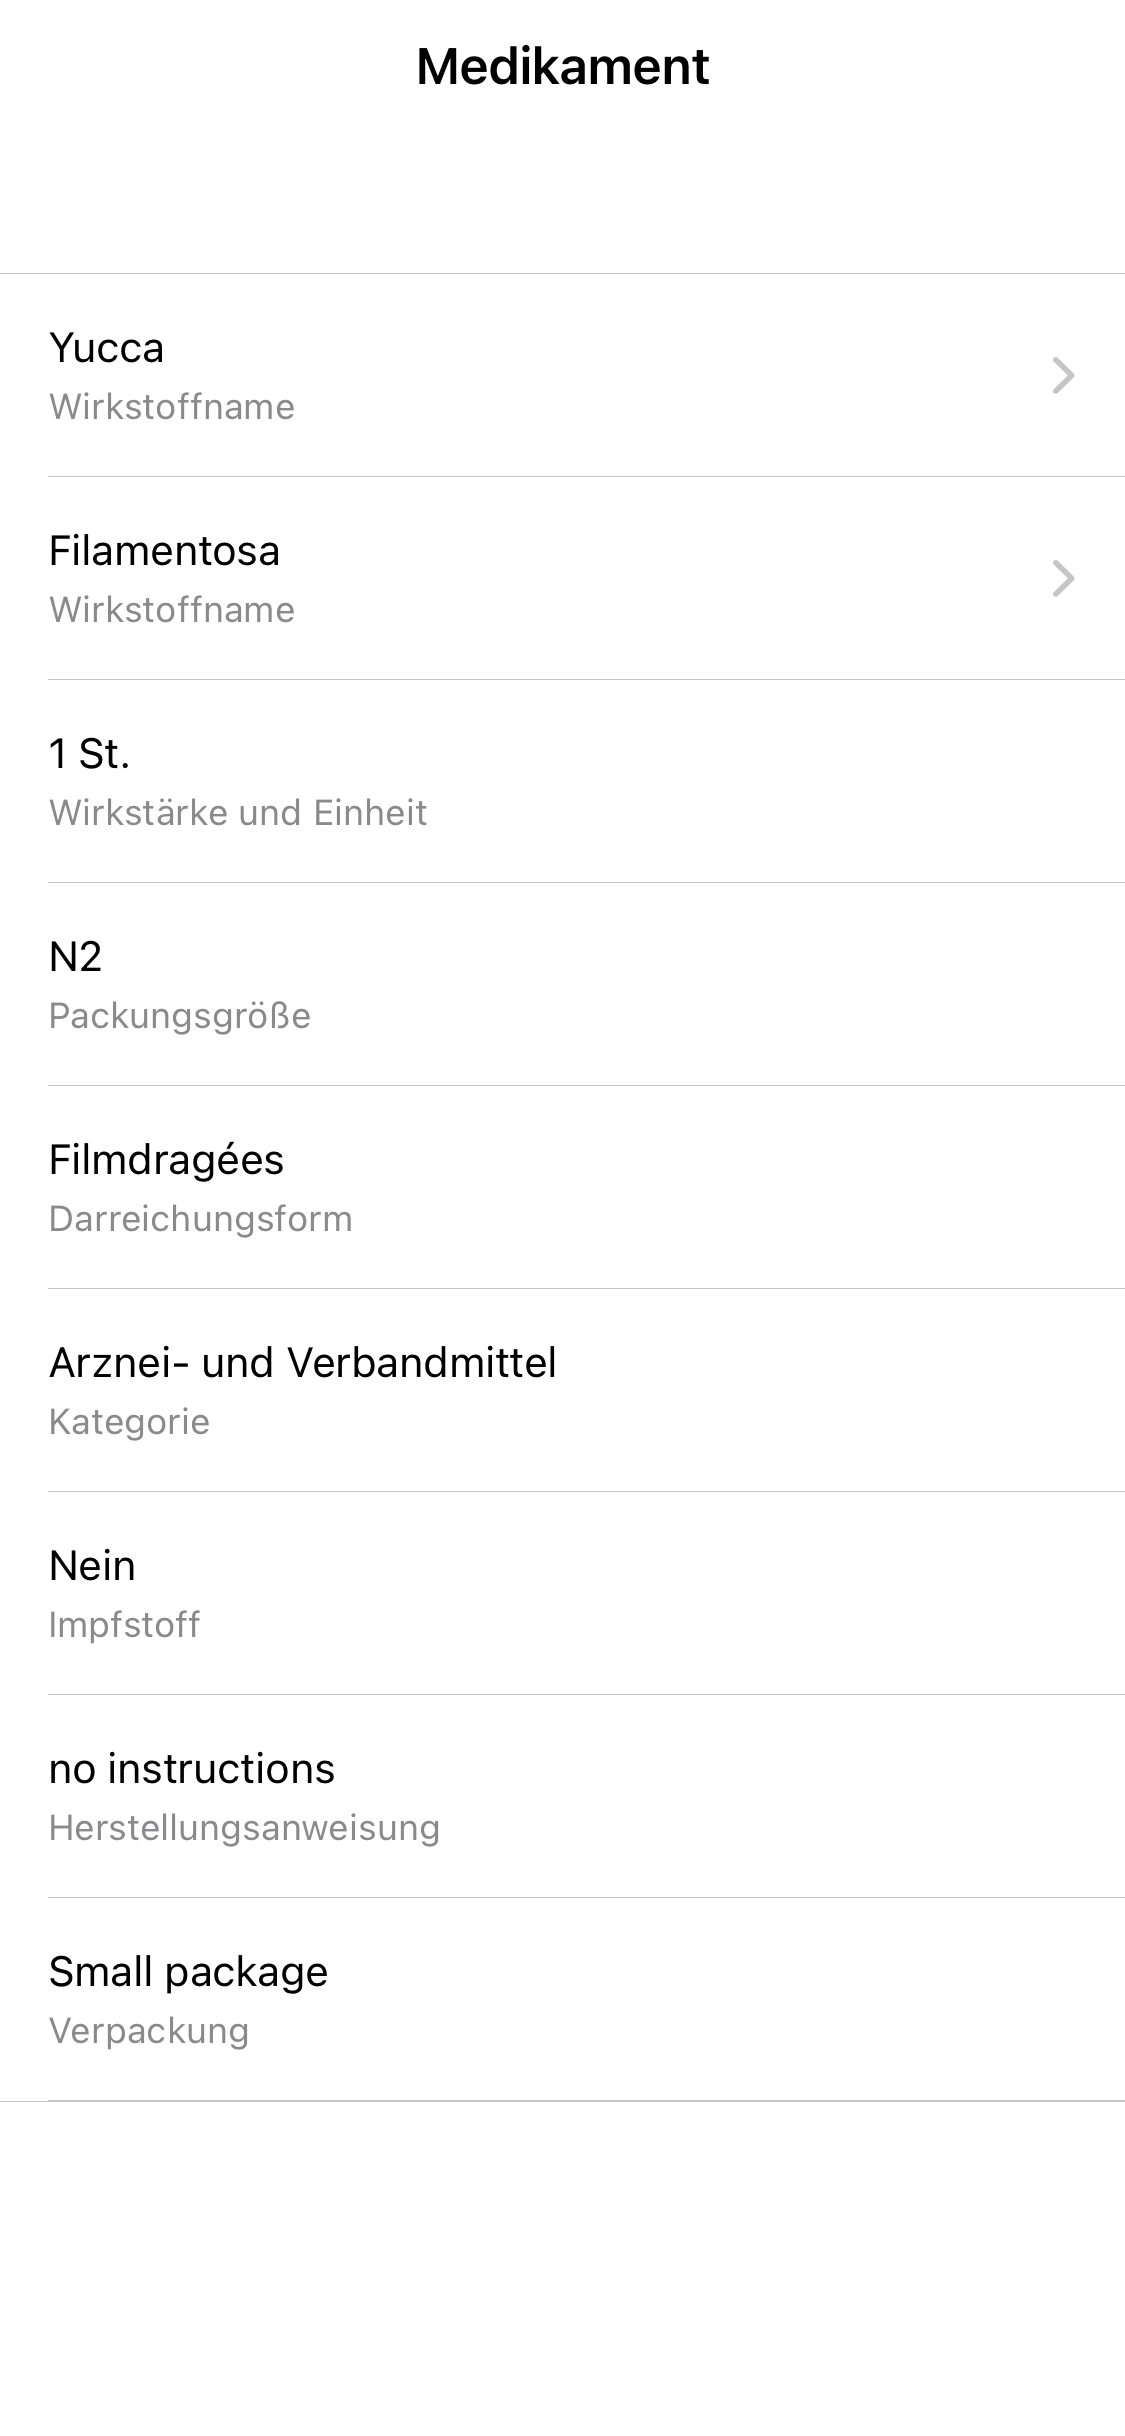 Medikament
Yucca
Wirkstoffname
Filamentosa
Wirkstoffname
1 St.
Wirkstärke und Einheit
N2
Packungsgröße
Filmdragées
Darreichungsform
Arznei- und Verbandmittel
Kategorie
Nein
Impfstoff
no instructions
Herstellungsanweisung
Small package
Verpackung